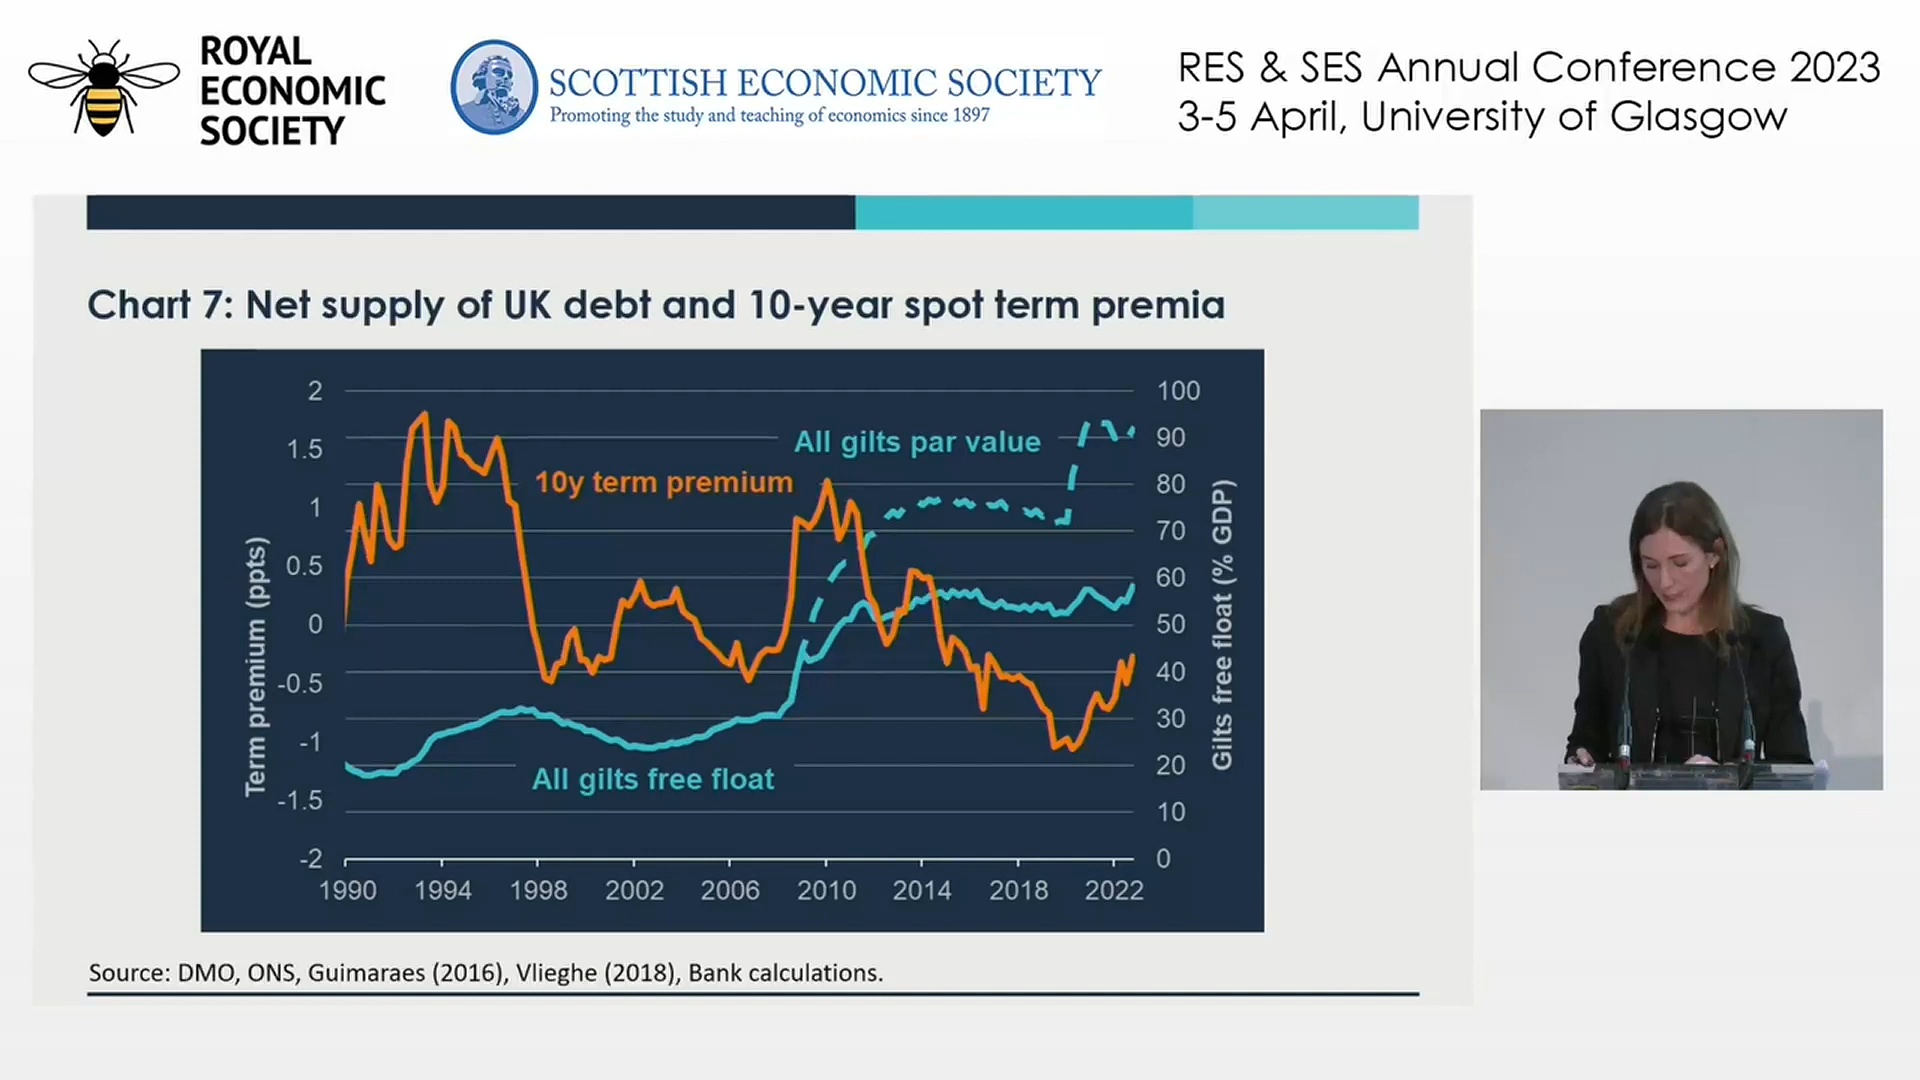 ROYAL
ECONOMIC
SOCIETY
SCOTTISH ECONOMIC SOCIETY
Promoting the study and teaching of economics since 1897
RES & SES Annual Conference 2023
3-5 April, University of Glasgow
Chart 7: Net supply of UK debt and 10-year spot term premia
Term premium (ppts)
2
1.5
1
0.5
0
-0.5
-1
-1.5
-2
All gilts par value
10y term premium
All gilts free float
100
90
80
70
60
50
40
30
20
10
0
Gilts free float (% GDP)
1990 1994 1998 2002 2006 2010 2014 2018 2022
Source: DMO, ONS, Guimaraes (2016), Vlieghe (2018), Bank calculations.